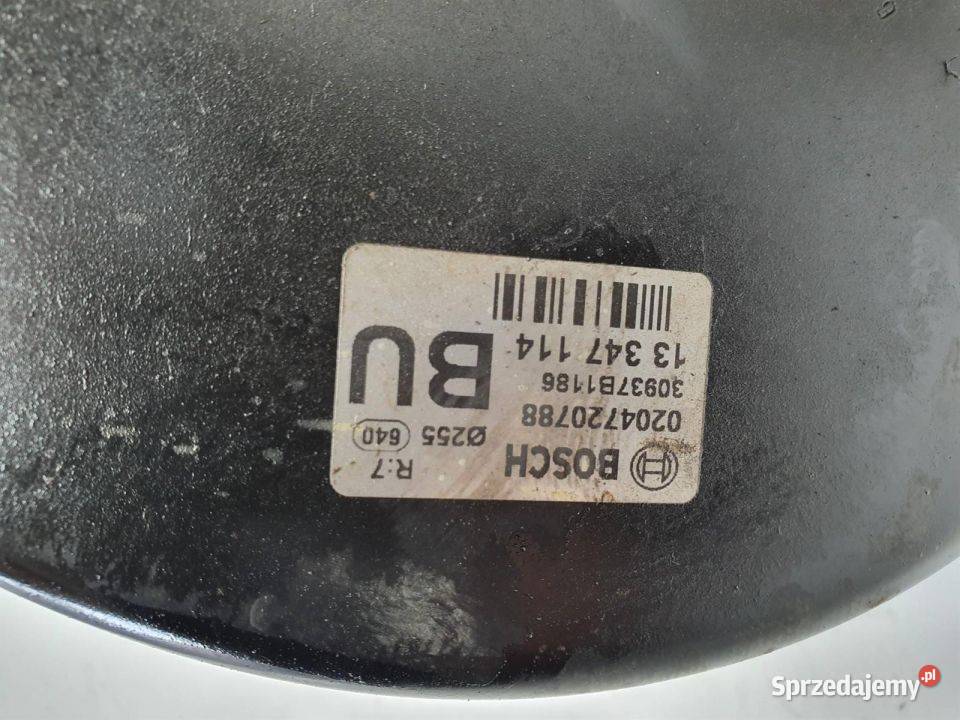 BOSCH R:7
0204720788 Ø255 640
30937B1186
13 347 114
BU
Sprzedajemy.pl